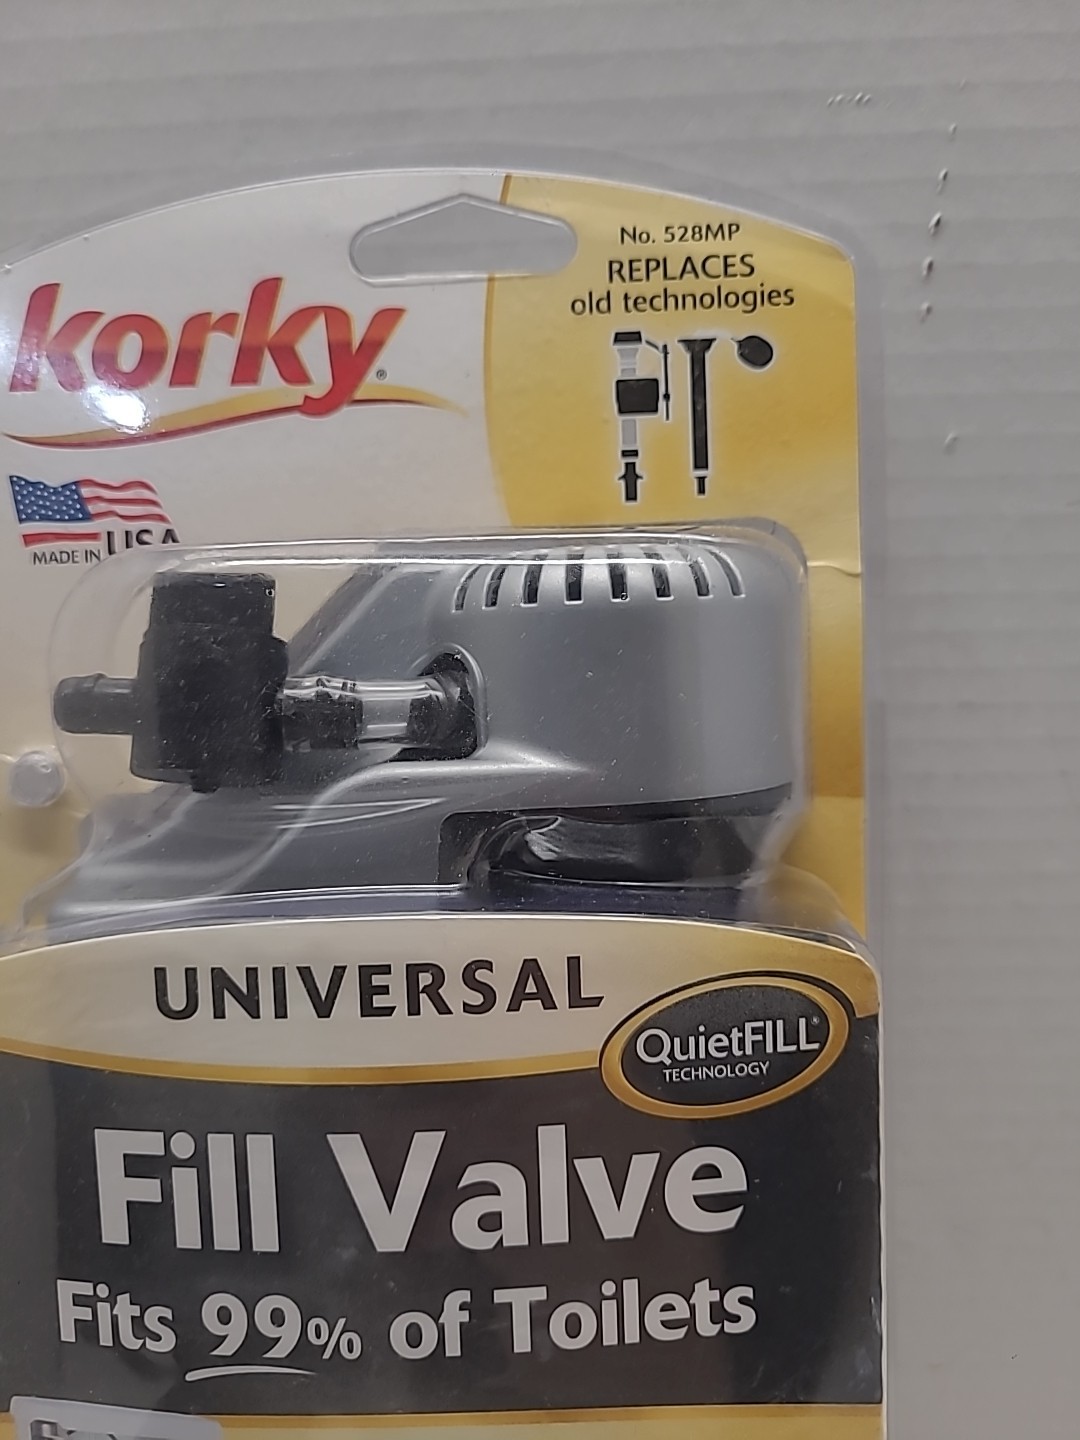 No. 528MP
REPLACES
old technologies
korky®
MADE IN USA
UNIVERSAL
QuietFILL®
TECHNOLOGY
Fill Valve
Fits 99% of Toilets